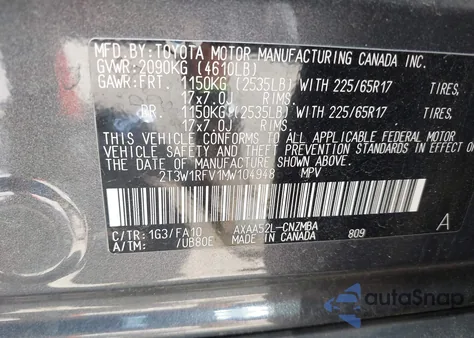 MFD. BY: TOYOTA MOTOR MANUFACTURING CANADA INC.
GVWR: 2090KG (4610LB)
GAWR: FRT. 1150KG (2535LB) WITH 225/65R17 TIRES,
17x7.0J RIMS,
RR. 1150KG (2535LB) WITH 225/65R17 TIRES,
17x7.0J RIMS,
THIS VEHICLE CONFORMS TO ALL APPLICABLE FEDERAL MOTOR
VEHICLE SAFETY AND THEFT PREVENTION STANDARDS IN EFFECT ON
THE DATE OF MANUFACTURE SHOWN ABOVE.
2T3W1RFV1MW104948 MPV
C/TR: 1G3/FA10 AXAA52L-CNZMBA A
A/TM: /UB80E MADE IN CANADA 809
autoSnap